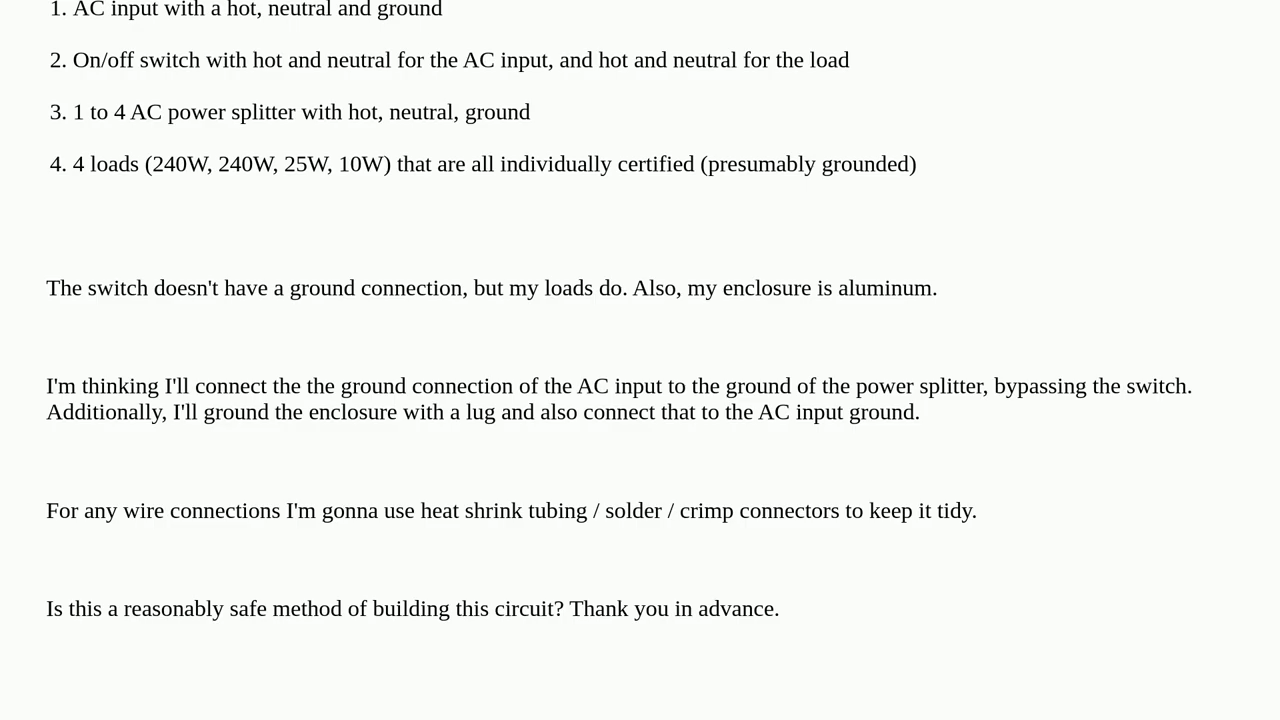 1. AC input with a hot, neutral and ground
2. On/off switch with hot and neutral for the AC input, and hot and neutral for the load
3. 1 to 4 AC power splitter with hot, neutral, ground
4. 4 loads (240W, 240W, 25W, 10W) that are all individually certified (presumably grounded)
The switch doesn't have a ground connection, but my loads do. Also, my enclosure is aluminum.
I'm thinking I'll connect the the ground connection of the AC input to the ground of the power splitter, bypassing the switch.
Additionally, I'll ground the enclosure with a lug and also connect that to the AC input ground.
For any wire connections I'm gonna use heat shrink tubing / solder / crimp connectors to keep it tidy.
Is this a reasonably safe method of building this circuit? Thank you in advance.